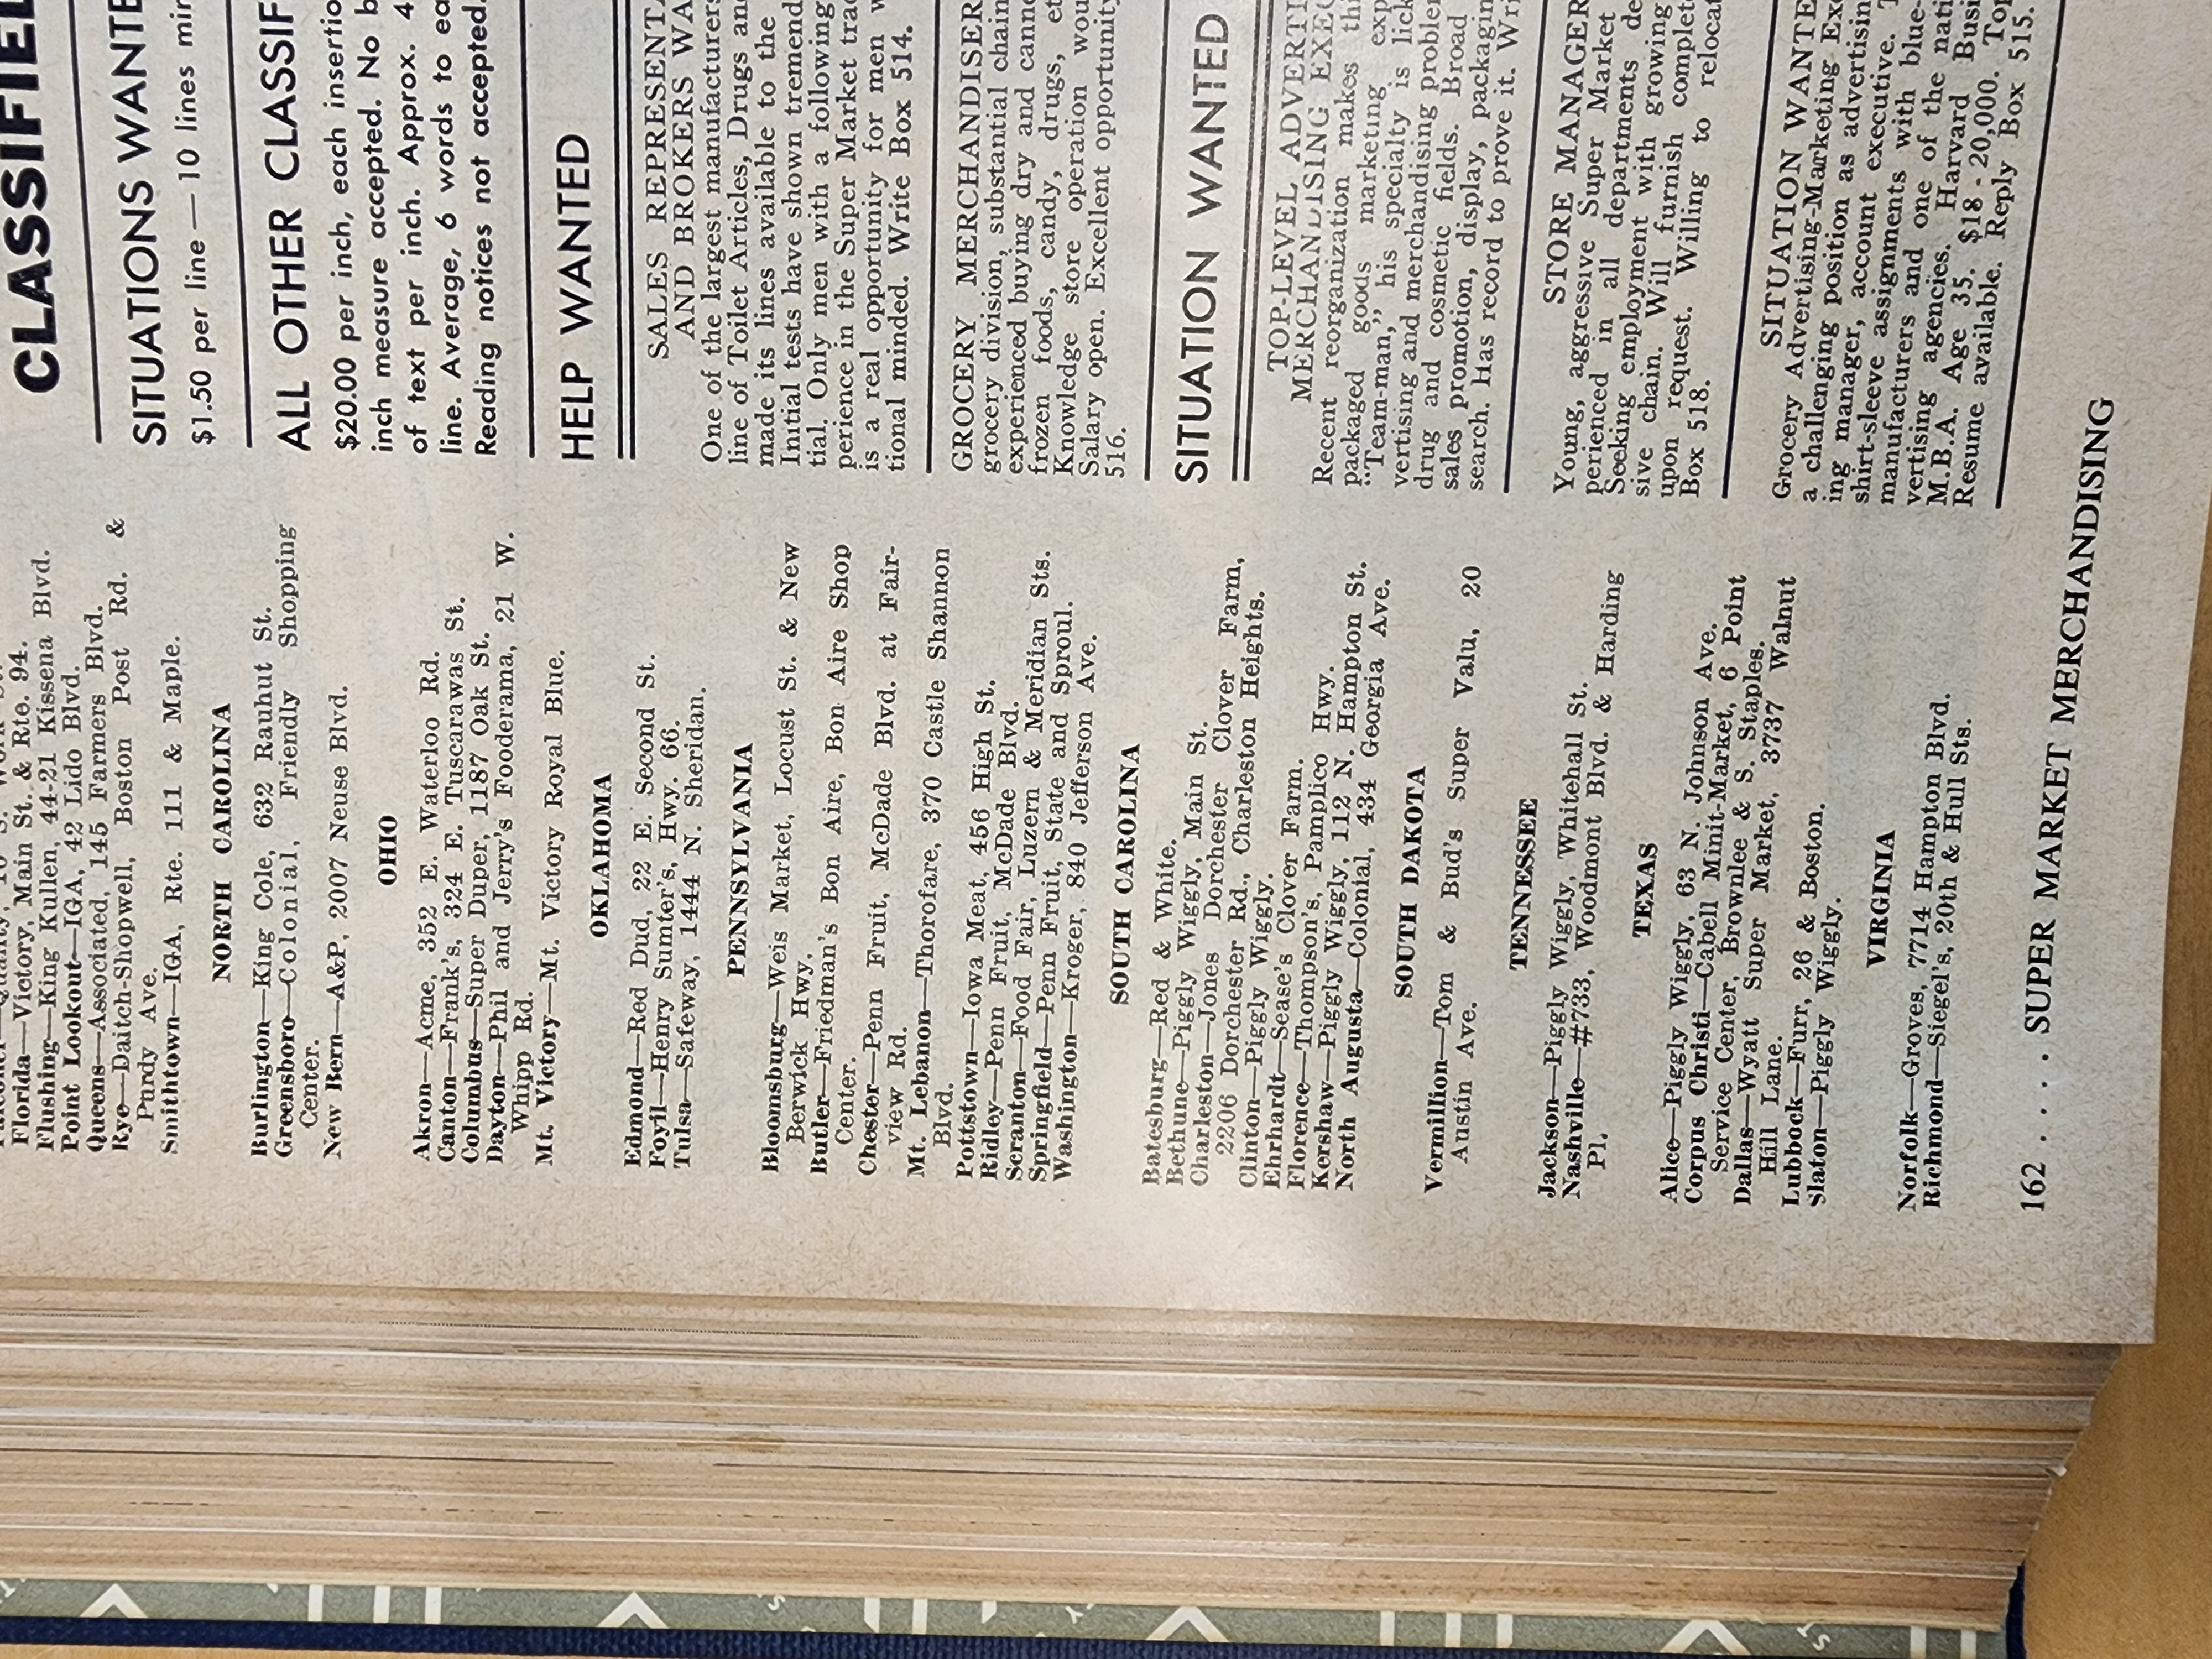 Florida—Victory, Main St. & Rte. 94.
Flushing—King Kullen, 44-21 Kissena Blvd.
Point Lookout—IGA, 42 Lido Blvd.
Queens—Associated, 145 Farmers Blvd.
Rye—Daitch-Shopwell, Boston Post Rd. &
Purdy Ave.
Smithtown—IGA, Rte. 111 & Maple.
NORTH CAROLINA
Burlington—King Cole, 632 Rauhut St.
Greensboro—Colonial, Friendly Shopping
Center.
New Bern—A&P, 2007 Neuse Blvd.
OHIO
Akron—Acme, 352 E. Waterloo Rd.
Canton—Frank's, 324 E. Tuscarawas St.
Columbus—Super Duper, 1187 Oak St.
Dayton—Phil and Jerry's Fooderama, 21 W.
Whipp Rd.
Mt. Victory—Mt. Victory Royal Blue.
OKLAHOMA
Edmond—Red Dud, 22 E. Second St.
Foyil—Henry Sumter's, Hwy. 66.
Tulsa—Safeway, 1444 N. Sheridan.
PENNSYLVANIA
Bloomsburg—Weis Market, Locust St. & New
Berwick Hwy.
Butler—Friedman's Bon Aire, Bon Aire Shop
Center.
Chester—Penn Fruit, McDade Blvd. at Fair-
view Rd.
Mt. Lebanon—Thorofare, 370 Castle Shannon
Blvd.
Pottstown—Iowa Meat, 456 High St.
Ridley—Penn Fruit, McDade Blvd.
Scranton—Food Fair, Luzern & Meridian Sts.
Springfield—Penn Fruit, State and Sproul.
Washington—Kroger, 840 Jefferson Ave.
SOUTH CAROLINA
Batesburg—Red & White.
Bethune—Piggly Wiggly, Main St.
Charleston—Jones Dorchester Clover Farm,
2206 Dorchester Rd., Charleston Heights.
Clinton—Piggly Wiggly.
Ehrhardt—Sease's Clover Farm.
Florence—Thompson's, Pamplico Hwy.
Kershaw—Piggly Wiggly, 112 N. Hampton St.
North Augusta—Colonial, 434 Georgia Ave.
SOUTH DAKOTA
Vermillion—Tom & Bud's Super Valu, 20
Austin Ave.
TENNESSEE
Jackson—Piggly Wiggly, Whitehall St.
Nashville—#733, Woodmont Blvd. & Harding
Pl.
TEXAS
Alice—Piggly Wiggly, 63 N. Johnson Ave.
Corpus Christi—Cabell Minit-Market, 6 Point
Service Center, Brownlee & S. Staples.
Dallas—Wyatt Super Market, 3737 Walnut
Hill Lane.
Lubbock—Furr, 26 & Boston.
Slaton—Piggly Wiggly.
VIRGINIA
Norfolk—Groves, 7714 Hampton Blvd.
Richmond—Siegel's, 20th & Hull Sts.
162 . . . . . SUPER MARKET MERCHANDISING
CLASSIFIED
SITUATIONS WANTE
$1.50 per line — 10 lines min
ALL OTHER CLASSIF
$20.00 per inch, each insertio
inch measure accepted. No b
of text per inch. Approx. 4
line. Average, 6 words to ea
Reading notices not accepted.
HELP WANTED
SALES REPRESENTA
AND BROKERS WA
One of the largest manufacturers
line of Toilet Articles, Drugs and
made its lines available to the
Initial tests have shown tremend
tial. Only men with a following
perience in the Super Market trad
is a real opportunity for men w
tional minded. Write Box 514.
GROCERY MERCHANDISER
grocery division, substantial chain
experienced buying dry and canne
frozen foods, candy, drugs, et
Knowledge store operation wou
Salary open. Excellent opportunity
516.
SITUATION WANTED
TOP-LEVEL ADVERTI
MERCHANDISING EXEC
Recent reorganization makes thi
packaged goods marketing exp
"Team-man," his specialty is lick
vertising and merchandising problem
drug and cosmetic fields. Broad
sales promotion, display, packagin
search. Has record to prove it. Wri
STORE MANAGER
Young, aggressive Super Market
perienced in all departments de
Seeking employment with growing
sive chain. Will furnish complet
upon request. Willing to relocat
Box 518.
SITUATION WANTE
Grocery Advertising-Marketing Exe
a challenging position as advertisin
ing manager, account executive. T
shirt-sleeve assignments with blue-
manufacturers and one of the nati
vertising agencies. Harvard Busi
M.B.A. Age 35. $18 - 20,000. Top
Resume available. Reply Box 515.